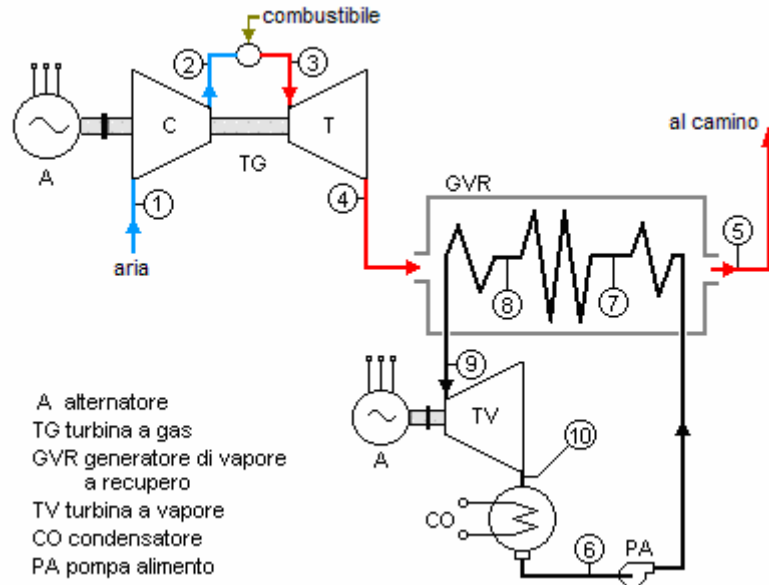 combustibile
2
3
C
T
A
TG
1
4
aria
al camino
GVR
5
8
7
9
TV
A
10
CO
6
PA
A alternatore
TG turbina a gas
GVR generatore di vapore
a recupero
TV turbina a vapore
CO condensatore
PA pompa alimento